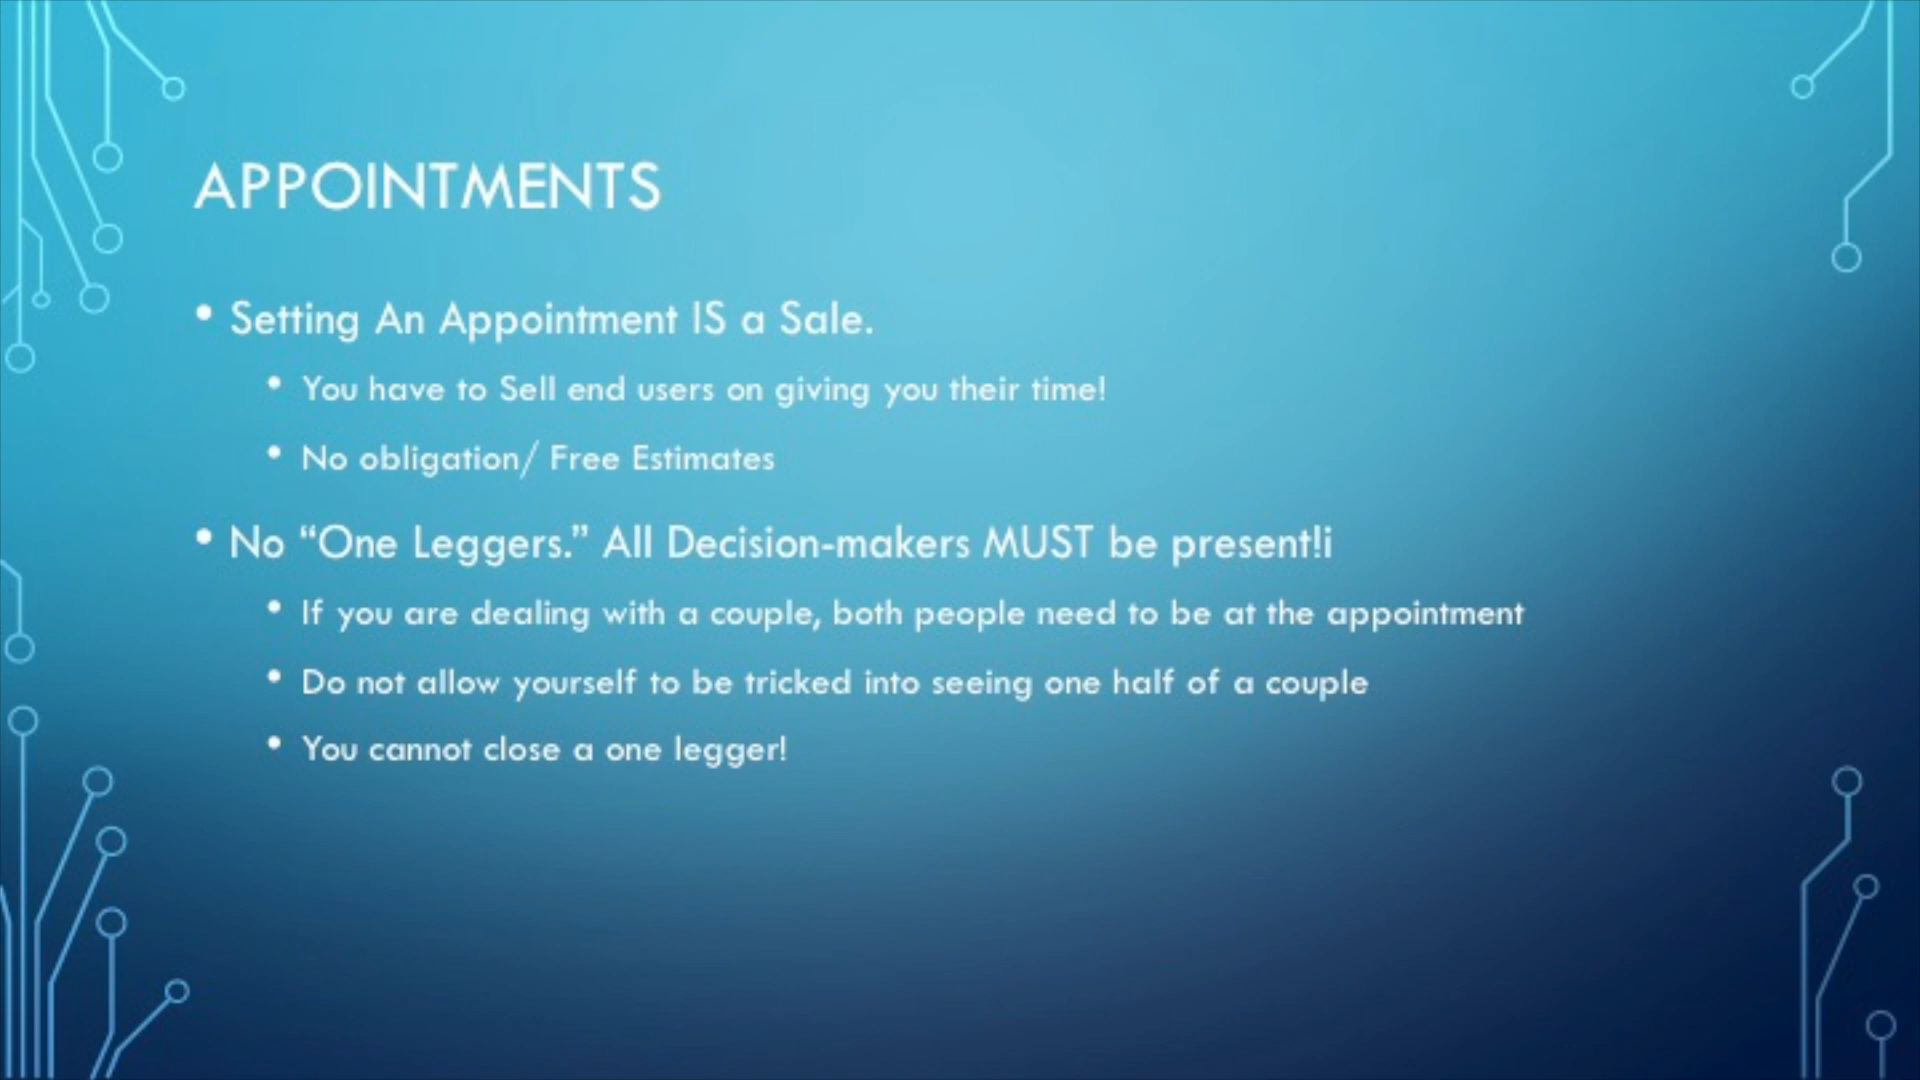 APPOINTMENTS
• Setting An Appointment IS a Sale.
• You have to Sell end users on giving you their time!
• No obligation/ Free Estimates
• No “One Leggers.” All Decision-makers MUST be present!i
• If you are dealing with a couple, both people need to be at the appointment
• Do not allow yourself to be tricked into seeing one half of a couple
• You cannot close a one legger!